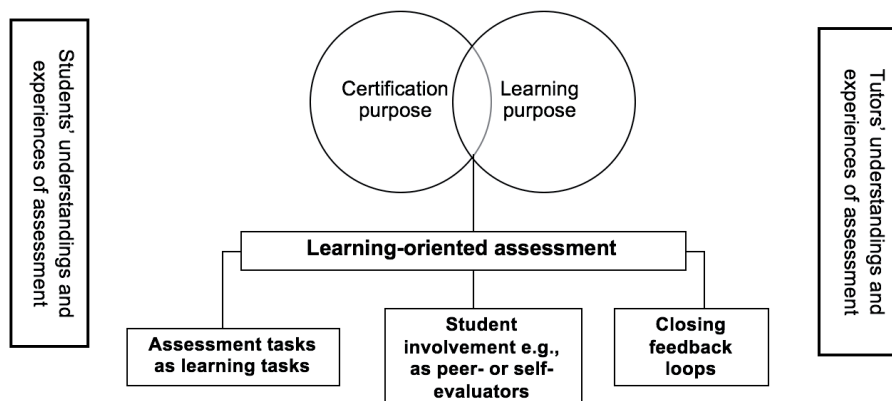 Students' understandings and
experiences of assessment
Certification
purpose
Learning
purpose
Tutors' understanding and
experiences of assessment
Learning-oriented assessment
Assessment tasks
as learning tasks
Student
involvement e.g.,
as peer- or self-
evaluators
Closing
feedback
loops